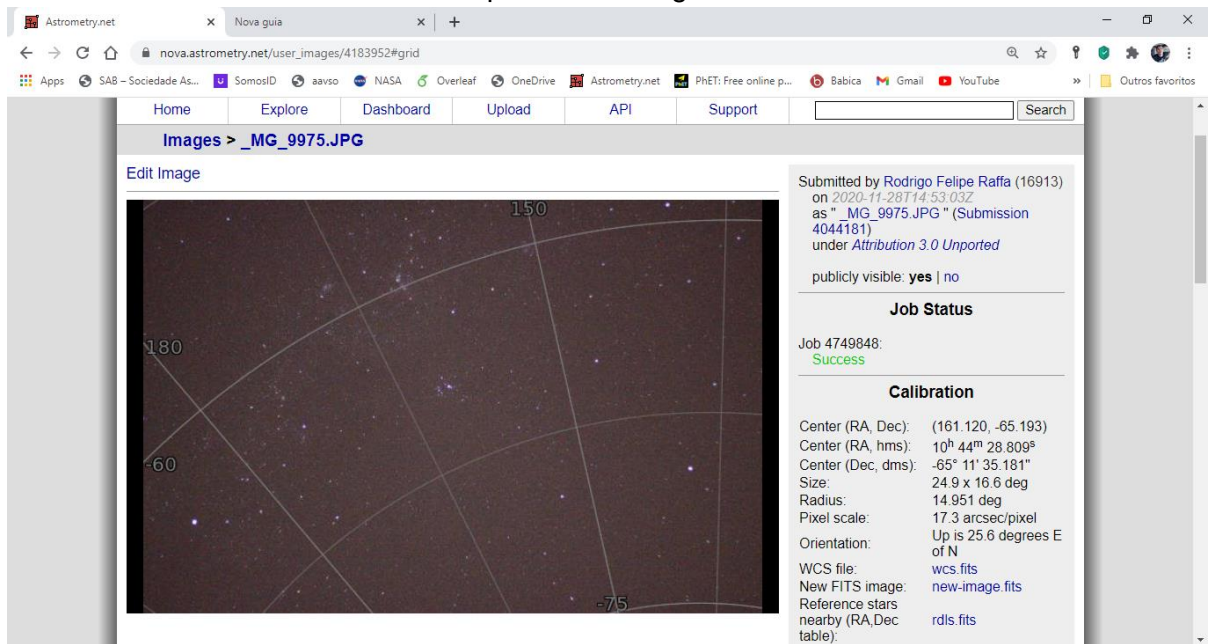 Astrometry.net
Nova guia
nova.astrometry.net/user_images/4183952#grid
Apps SAB – Sociedade As... SomosID aavso NASA Overleaf OneDrive Astrometry.net PhET: Free online p... Babica Gmail YouTube » Outros favoritos
Home Explore Dashboard Upload API Support Search
Images > _MG_9975.JPG
Edit Image
150
180
-60
-75
Submitted by Rodrigo Felipe Raffa (16913)
on 2020-11-28T14:53:03Z
as " _MG_9975.JPG " (Submission
4044181)
under Attribution 3.0 Unported
publicly visible: yes | no
Job Status
Job 4749848:
Success
Calibration
Center (RA, Dec): (161.120, -65.193)
Center (RA, hms): 10h 44m 28.809s
Center (Dec, dms): -65° 11' 35.181"
Size: 24.9 x 16.6 deg
Radius: 14.951 deg
Pixel scale: 17.3 arcsec/pixel
Orientation: Up is 25.6 degrees E
of N
WCS file: wcs.fits
New FITS image: new-image.fits
Reference stars
nearby (RA,Dec rdls.fits
table):